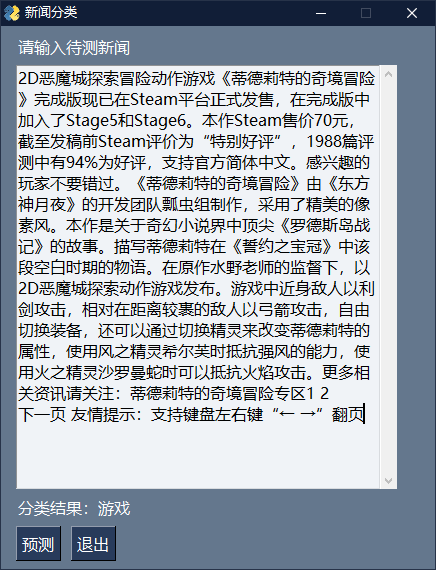 新闻分类
请输入待测新闻
2D恶魔城探索冒险动作游戏《蒂德莉特的奇境冒险
》完成版现已在Steam平台正式发售，在完成版中
加入了Stage5和Stage6。本作Steam售价70元，
截至发稿前Steam评价为“特别好评”，1988篇评
测中有94%为好评，支持官方简体中文。感兴趣的
玩家不要错过。《蒂德莉特的奇境冒险》由《东方
神月夜》的开发团队瓢虫组制作，采用了精美的像
素风。本作是关于奇幻小说界中顶尖《罗德斯岛战
记》的故事。描写蒂德莉特在《誓约之宝冠》中该
段空白时期的物语。在原作水野老师的监督下，以
2D恶魔城探索动作游戏发布。游戏中近身敌人以利
剑攻击，相对在距离较裹的敌人以弓箭攻击，自由
切换装备，还可以通过切换精灵来改变蒂德莉特的
属性，使用风之精灵希尔芙时抵抗强风的能力，使
用火之精灵沙罗曼蛇时可以抵抗火焰攻击。更多相
关资讯请关注：蒂德莉特的奇境冒险专区1 2
下一页 友情提示：支持键盘左右键“← →”翻页
分类结果：游戏
预测 退出